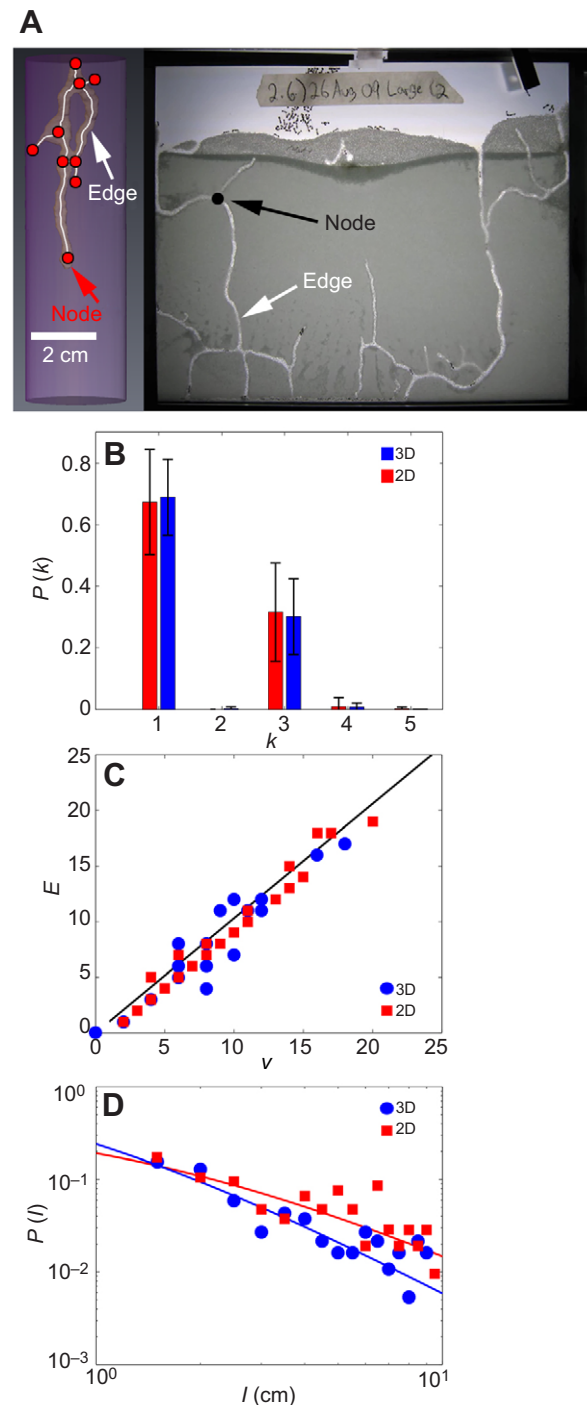 A
Edge
Node
2 cm
2.6) 26 Aug 09 Large C2
Node
Edge
B
3D
2D
P(k)
0.8
0.6
0.4
0.2
0
1 2 3 4 5
k
C
25
20
15
10
5
0
E
3D
2D
0 5 10 15 20 25
v
D
3D
2D
10⁰
10⁻¹
10⁻²
10⁻³
P(l)
10⁰ 10¹
l (cm)